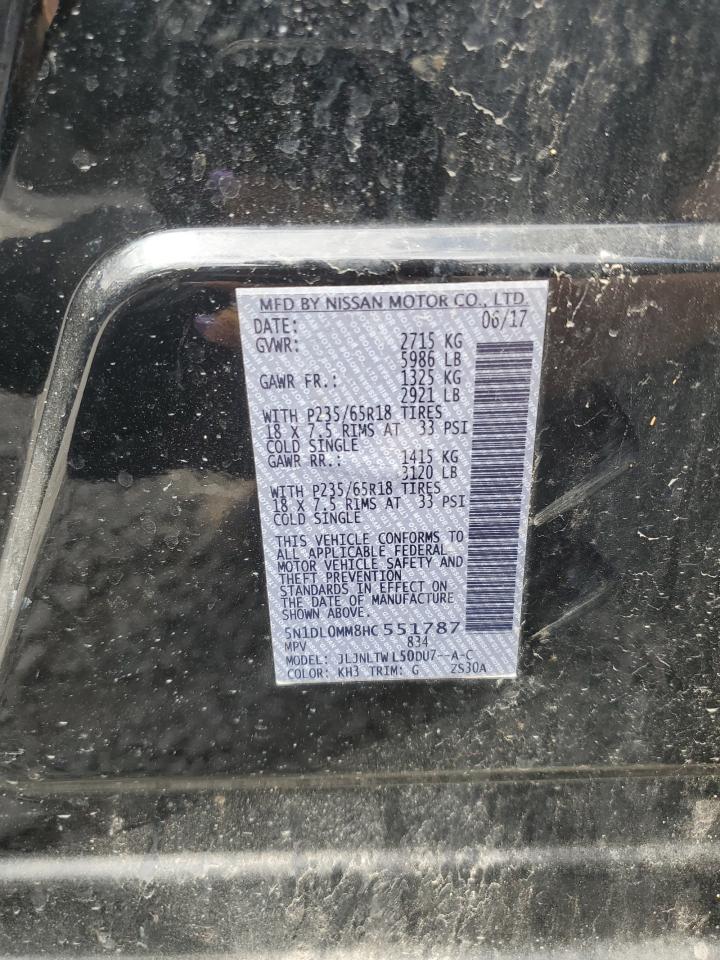 MFD BY NISSAN MOTOR CO., LTD.
DATE: 06/17
GVWR: 2715 KG
5986 LB
GAWR FR.: 1325 KG
2921 LB
WITH P235/65R18 TIRES
18 X 7.5 RIMS AT 33 PSI
COLD SINGLE
GAWR RR.: 1415 KG
3120 LB
WITH P235/65R18 TIRES
18 X 7.5 RIMS AT 33 PSI
COLD SINGLE
THIS VEHICLE CONFORMS TO
ALL APPLICABLE FEDERAL
MOTOR VEHICLE SAFETY AND
THEFT PREVENTION
STANDARDS IN EFFECT ON
THE DATE OF MANUFACTURE
SHOWN ABOVE.
5N1DL0MM8HC 551787
MPV 834
MODEL: JLJNLTW L50DU7--A-C
COLOR: KH3 TRIM: G ZS30A